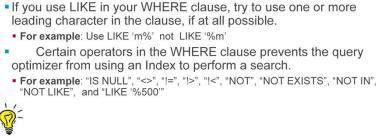 ▪ If you use LIKE in your WHERE clause, try to use one or more
leading character in the clause, if at all possible.
▪ For example: Use LIKE 'm%' not LIKE '%m'
▪ Certain operators in the WHERE clause prevents the query
optimizer from using an Index to perform a search.
▪ For example: "IS NULL", "<>", "!=", "!>", "!<", "NOT", "NOT EXISTS", "NOT IN",
"NOT LIKE", and "LIKE '%500'"